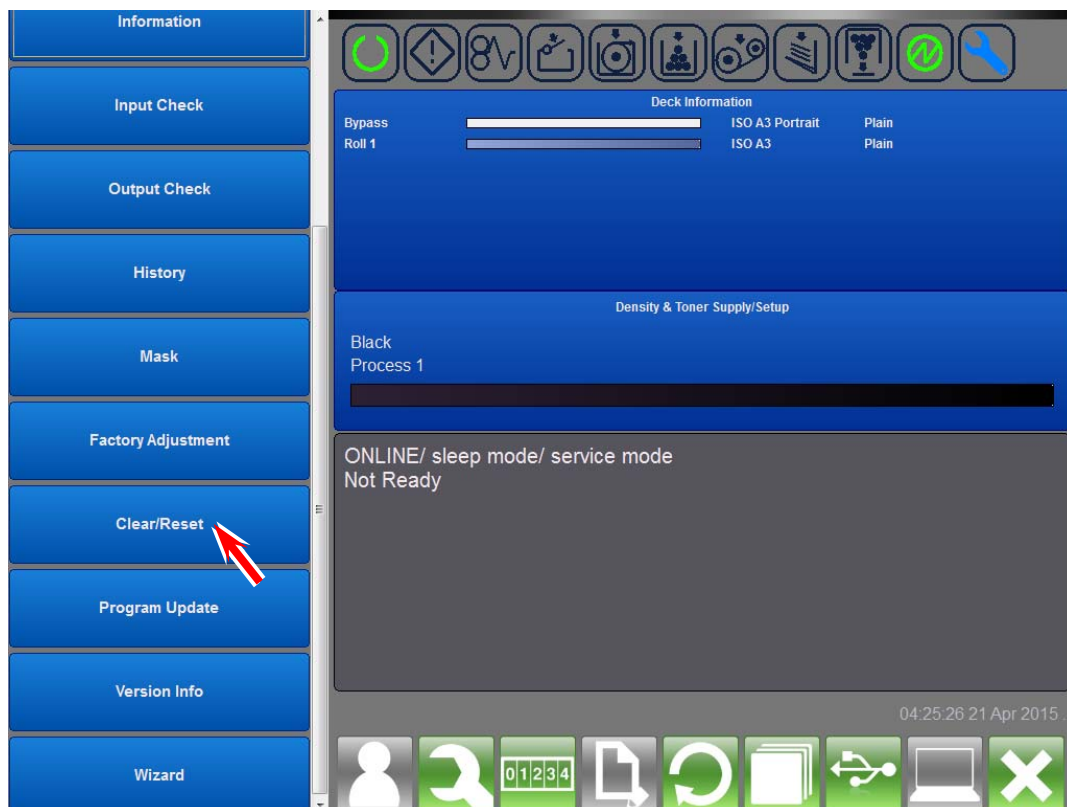 Information
Input Check
Output Check
History
Mask
Factory Adjustment
Clear/Reset
Program Update
Version Info
Wizard
Deck Information
Bypass ISO A3 Portrait Plain
Roll 1 ISO A3 Plain
Density & Toner Supply/Setup
Black
Process 1
ONLINE/ sleep mode/ service mode
Not Ready
04:25:26 21 Apr 2015 .
01234